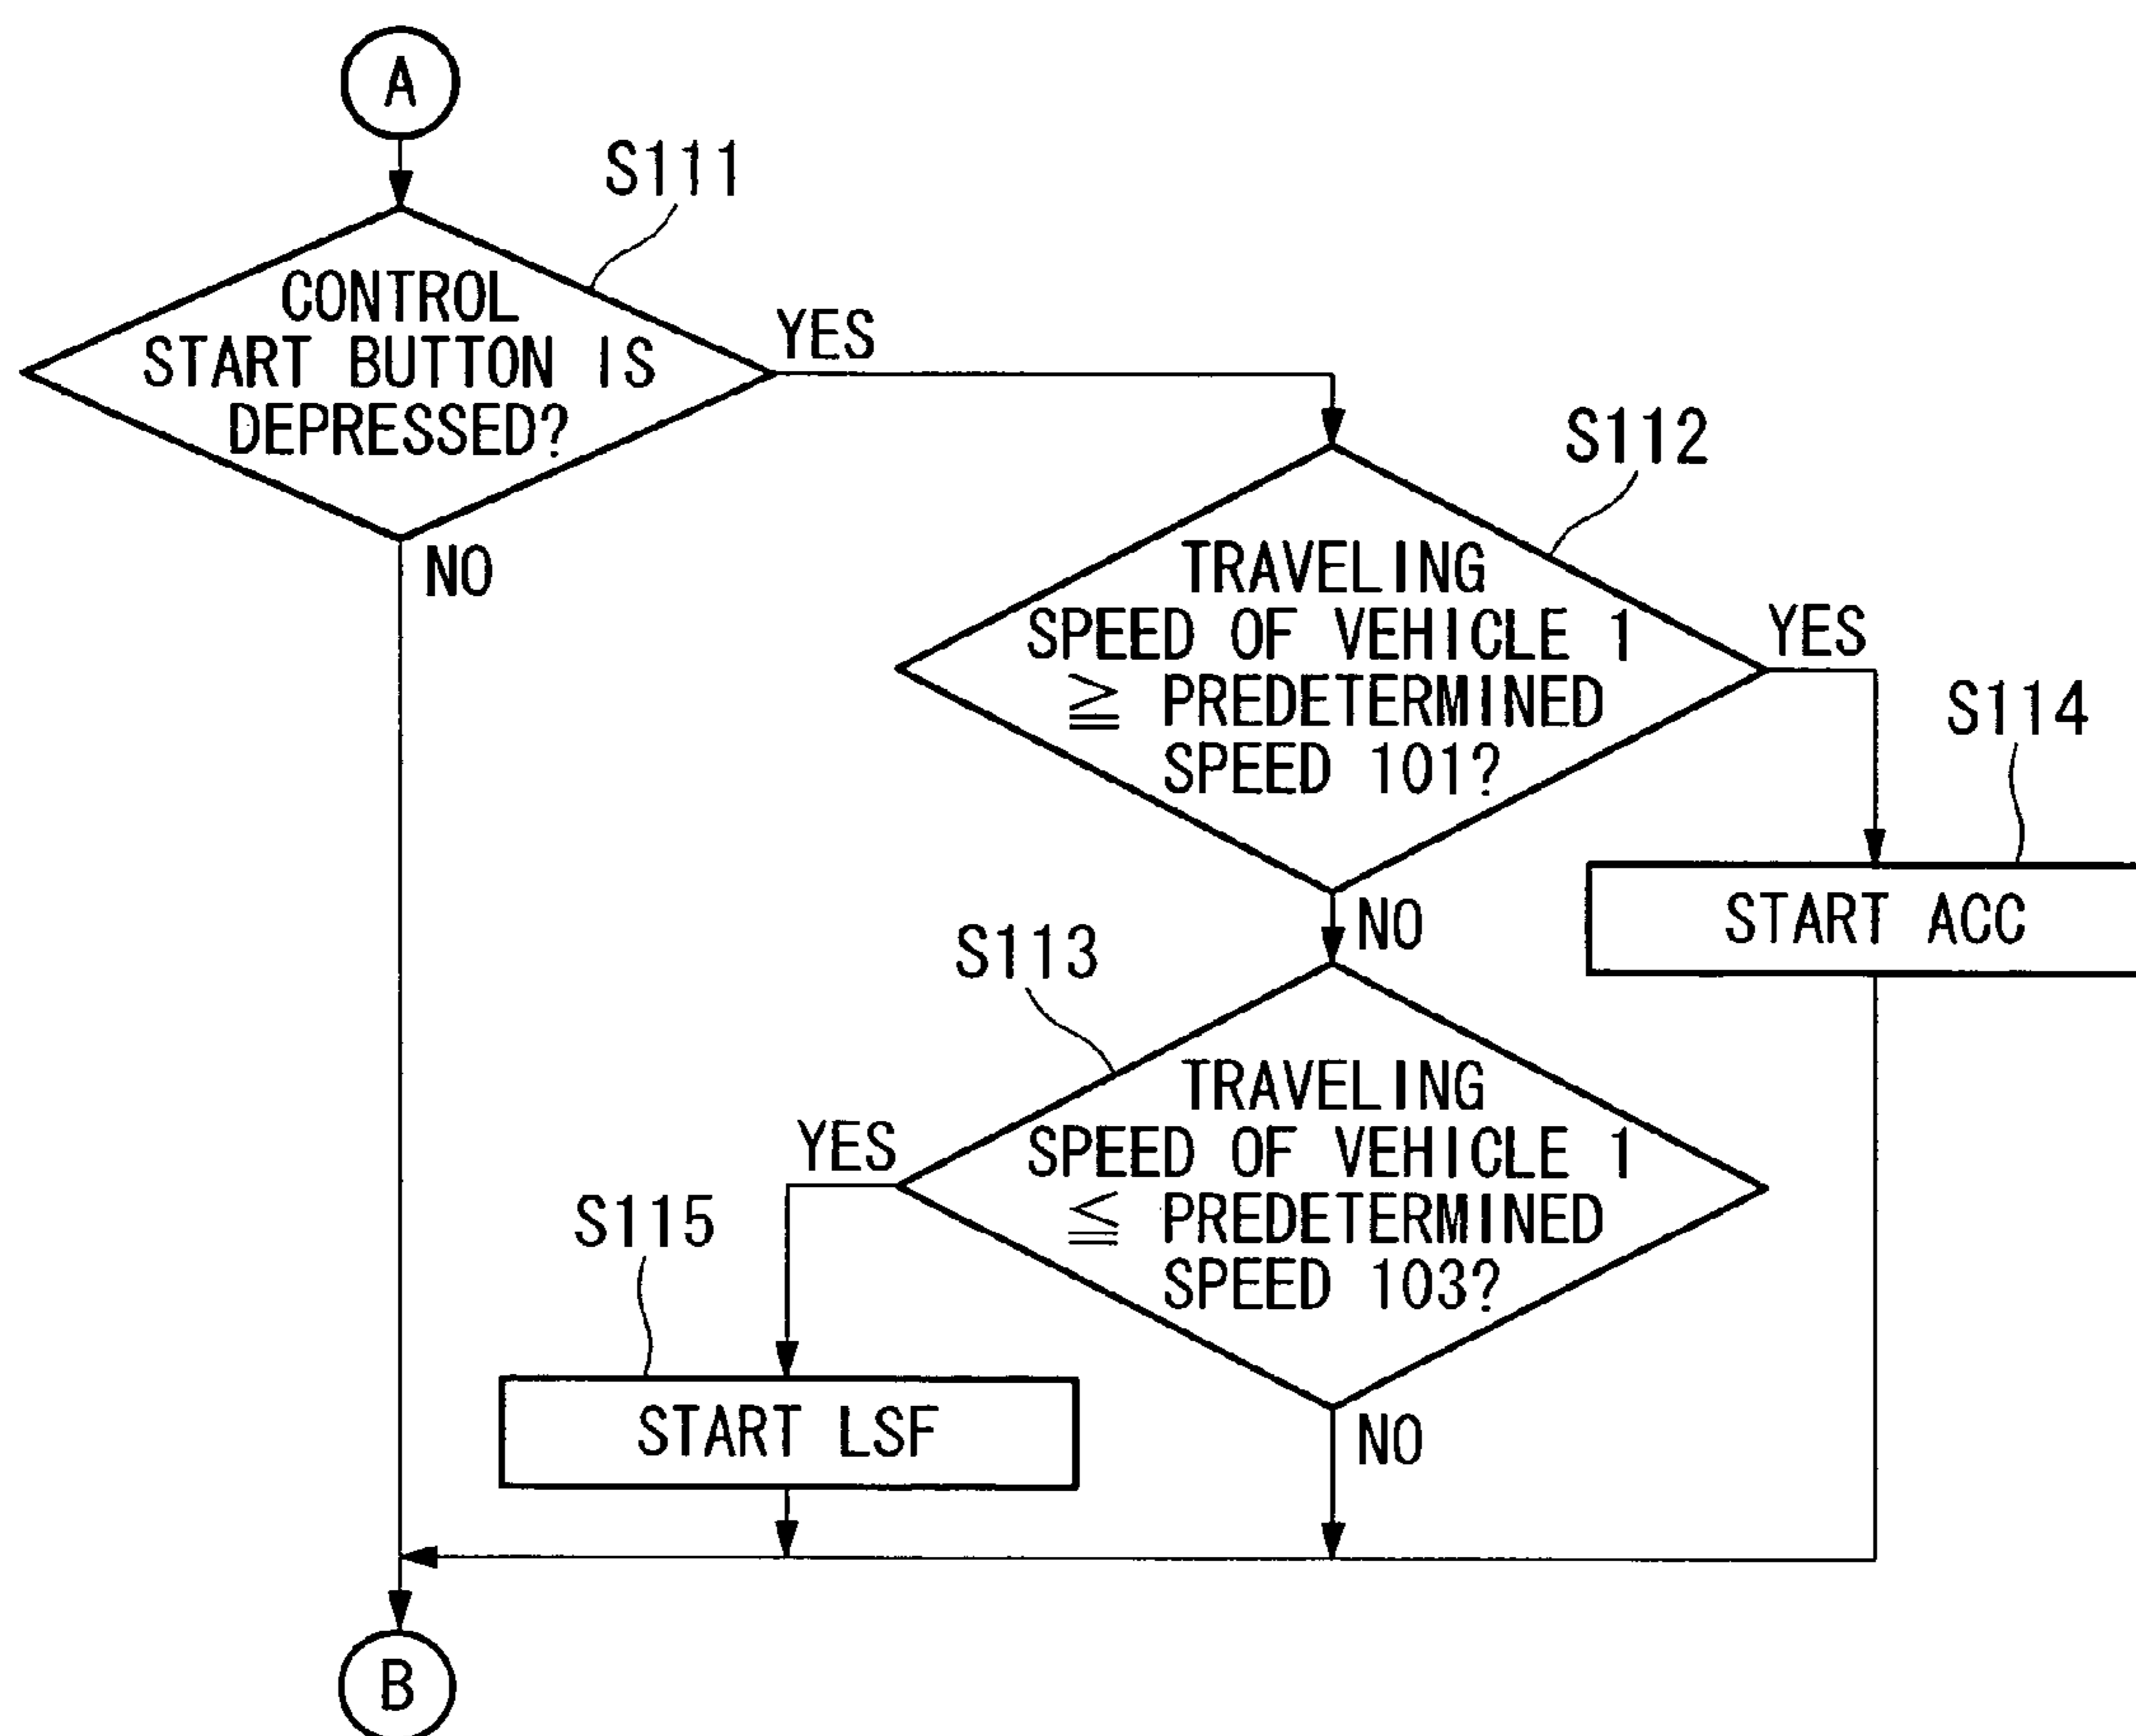 A
S111
CONTROL
START BUTTON IS
DEPRESSED?
YES
NO
S112
TRAVELING
SPEED OF VEHICLE 1
≧ PREDETERMINED
SPEED 101?
YES
NO
S114
START ACC
S113
TRAVELING
SPEED OF VEHICLE 1
≦ PREDETERMINED
SPEED 103?
YES
NO
S115
START LSF
B